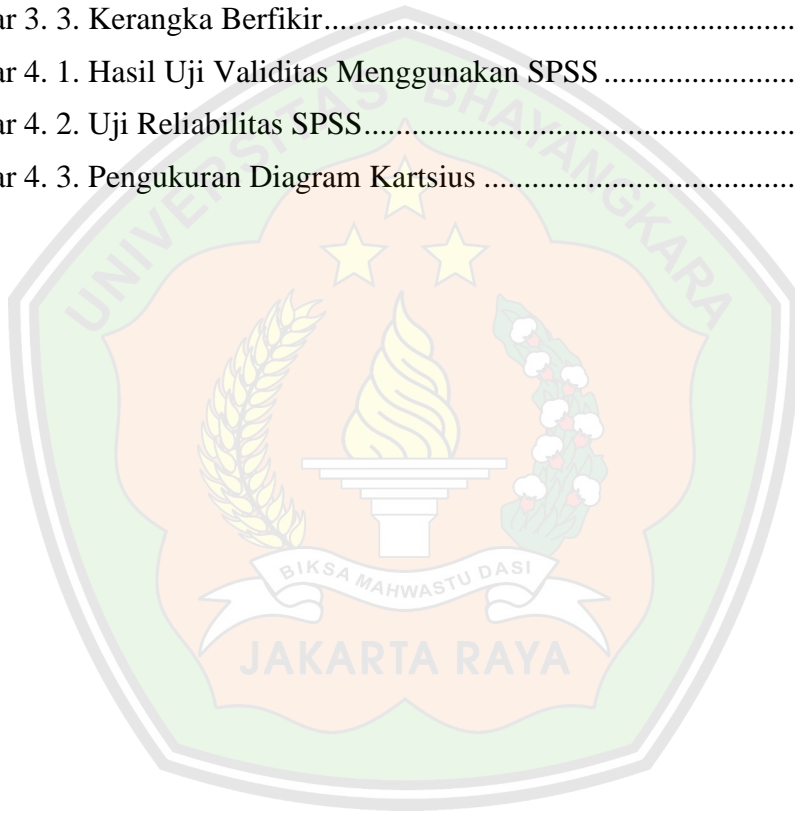 ar 3. 3. Kerangka Berfikir.......................................................
ar 4. 1. Hasil Uji Validitas Menggunakan SPSS........................
ar 4. 2. Uji Reliabilitas SPSS......................................................
ar 4. 3. Pengukuran Diagram Kartsius.......................................
UNIVERSITAS BHAYANGKARA
BIKSA MAHWASTU DASI
JAKARTA RAYA